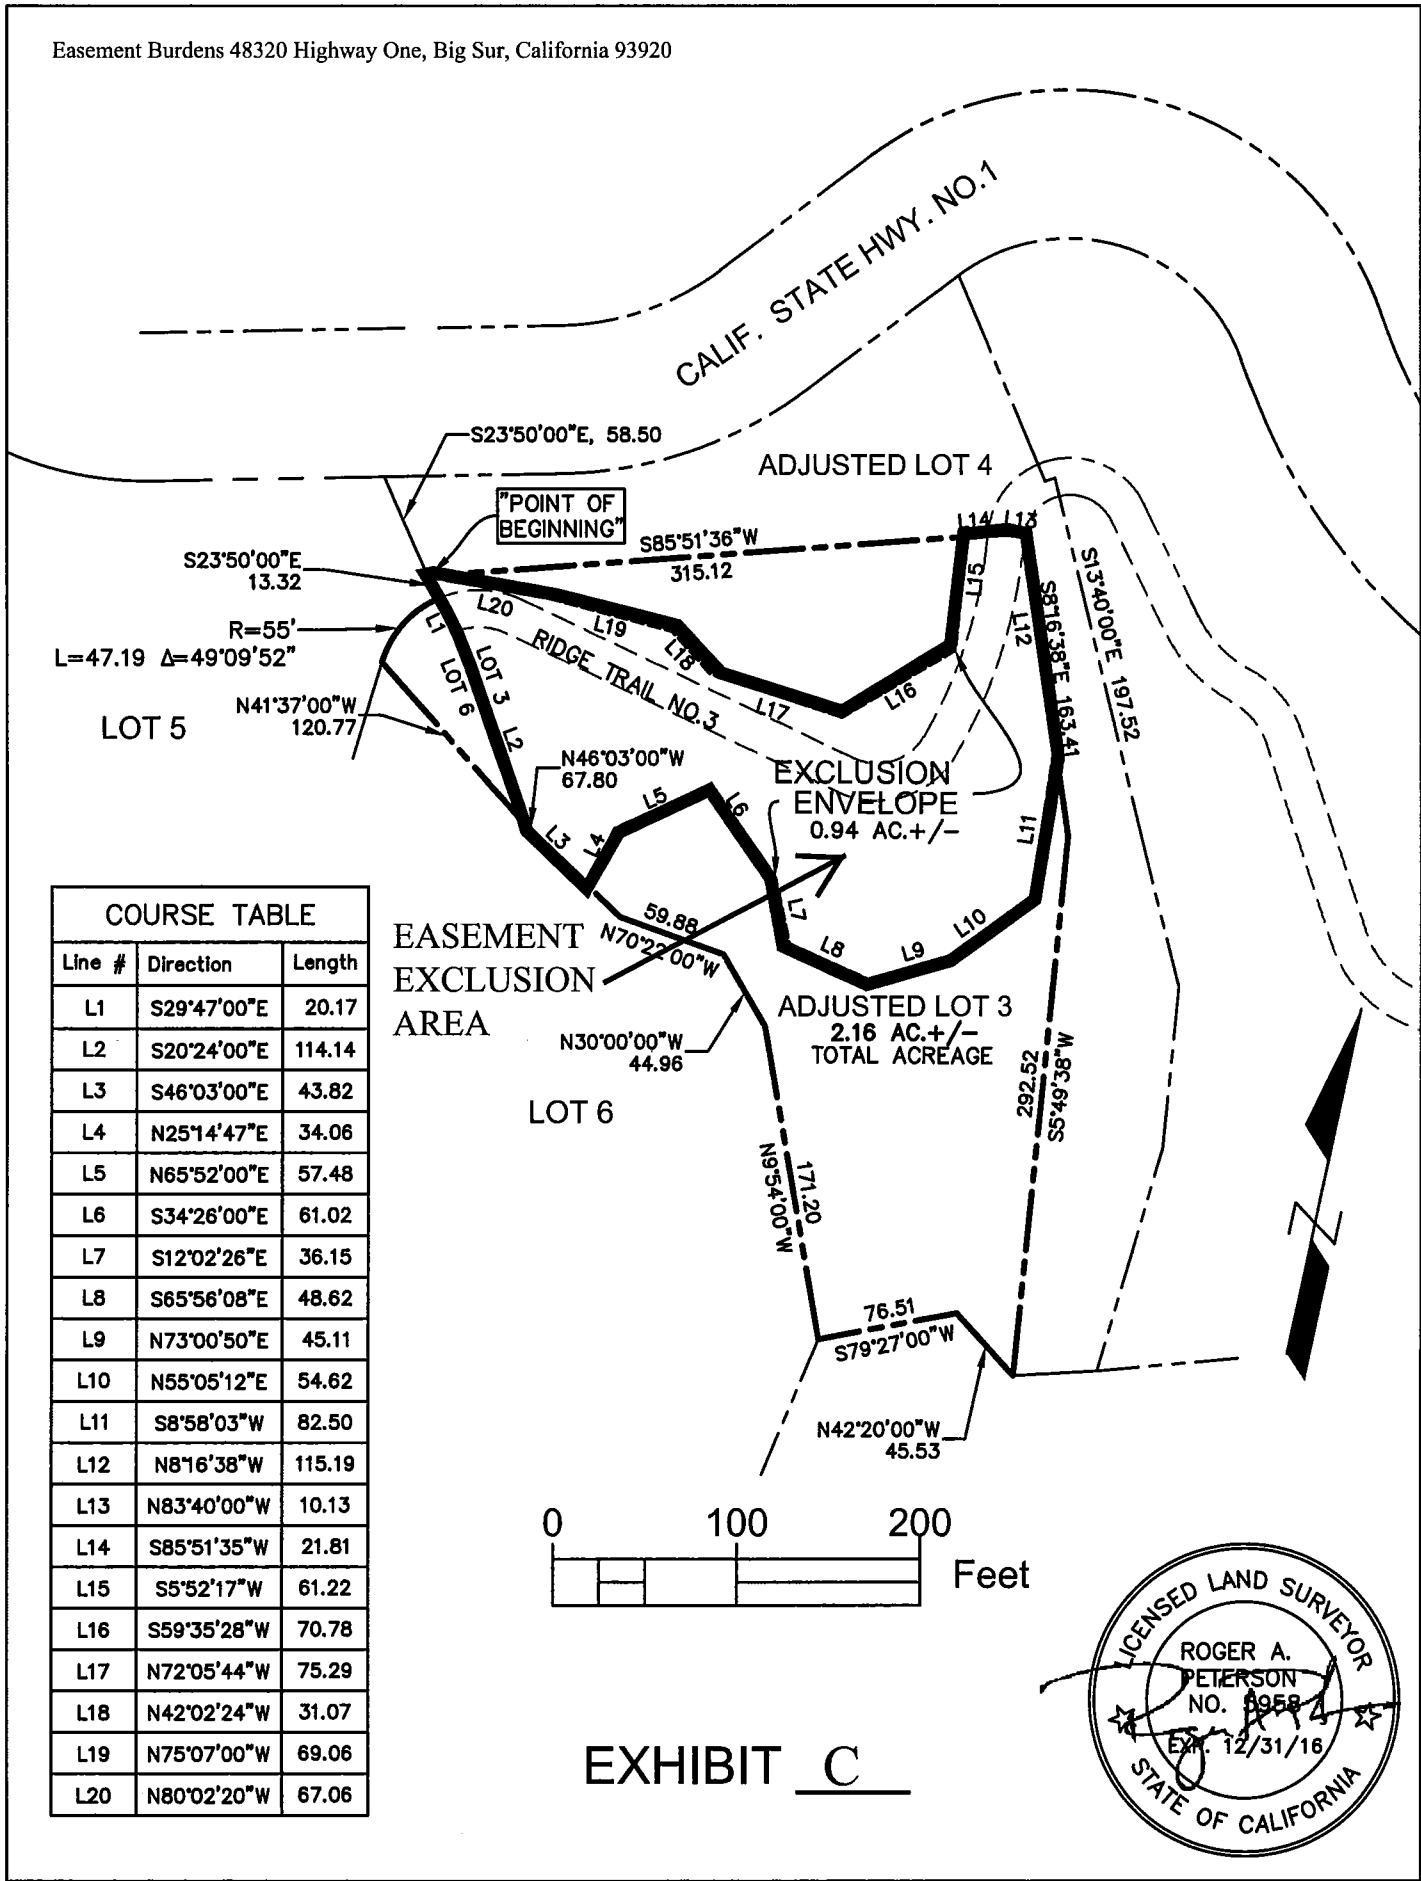 Easement Burdens 48320 Highway One, Big Sur, California 93920
CALIF. STATE HWY. NO.1
S23°50'00"E, 58.50
ADJUSTED LOT 4
"POINT OF
BEGINNING"
S85°51'36"W
315.12
L14
L13
S23°50'00"E
13.32
L20
L19
L15
L12
S8°16'38"E 163.41
S13°40'00"E 197.52
R=55'
L=47.19 Δ=49°09'52"
L1
LOT 3
LOT 6
RIDGE TRAIL NO.3
L18
L17
L16
N41°37'00"W
120.77
LOT 5
L2
N46°03'00"W
67.80
EXCLUSION
ENVELOPE
0.94 AC.+/-
L3
L4
L5
L6
L11
L7
L8
L9
L10
59.88
N70°22'00"W
EASEMENT
EXCLUSION
AREA
ADJUSTED LOT 3
2.16 AC.+/-
TOTAL ACREAGE
N30°00'00"W
44.96
LOT 6
292.52
S5°49'38"W
171.20
N9°54'00"W
76.51
S79°27'00"W
N42°20'00"W
45.53
COURSE TABLE
Line # Direction Length
L1 S29°47'00"E 20.17
L2 S20°24'00"E 114.14
L3 S46°03'00"E 43.82
L4 N25°14'47"E 34.06
L5 N65°52'00"E 57.48
L6 S34°26'00"E 61.02
L7 S12°02'26"E 36.15
L8 S65°56'08"E 48.62
L9 N73°00'50"E 45.11
L10 N55°05'12"E 54.62
L11 S8°58'03"W 82.50
L12 N8°16'38"W 115.19
L13 N83°40'00"W 10.13
L14 S85°51'35"W 21.81
L15 S5°52'17"W 61.22
L16 S59°35'28"W 70.78
L17 N72°05'44"W 75.29
L18 N42°02'24"W 31.07
L19 N75°07'00"W 69.06
L20 N80°02'20"W 67.06
N
0 100 200
Feet
EXHIBIT C
LICENSED LAND SURVEYOR
ROGER A.
PETERSON
NO. 5958
EXP. 12/31/16
STATE OF CALIFORNIA